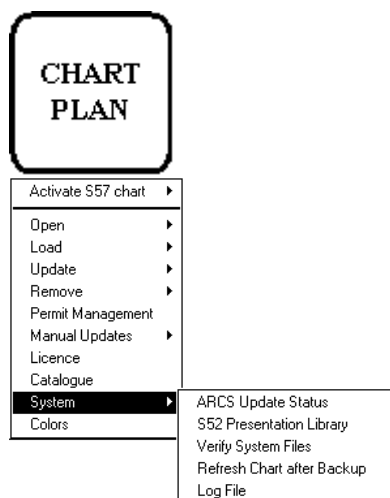 CHART
PLAN
Activate S57 chart
Open
Load
Update
Remove
Permit Management
Manual Updates
Licence
Catalogue
System
Colors
ARCS Update Status
S52 Presentation Library
Verify System Files
Refresh Chart after Backup
Log File